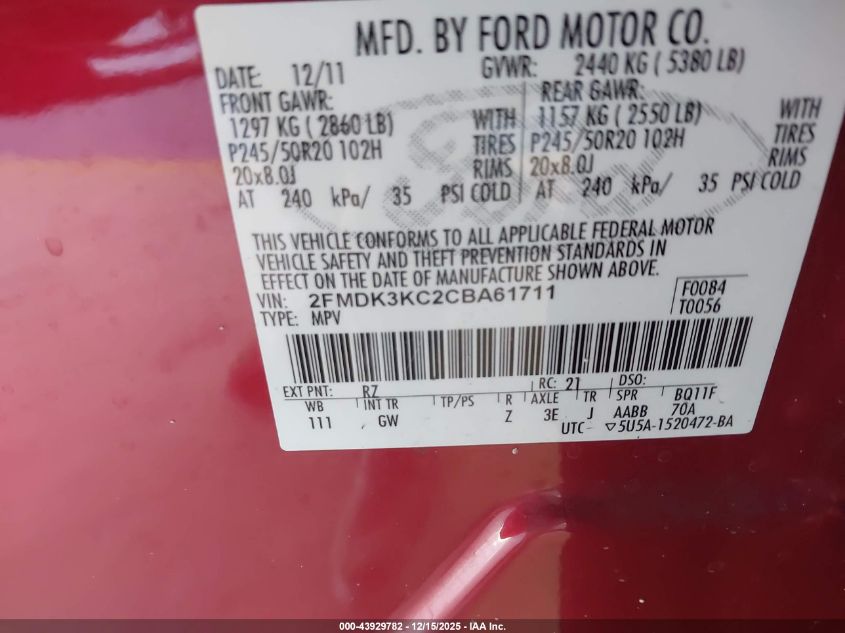 MFD. BY FORD MOTOR CO.
DATE: 12/11 GVWR: 2440 KG ( 5380 LB)
FRONT GAWR: REAR GAWR:
1297 KG ( 2860 LB) WITH 1157 KG ( 2550 LB) WITH
P245/50R20 102H TIRES P245/50R20 102H TIRES
20x8.0J RIMS 20x8.0J RIMS
AT 240 kPa/ 35 PSI COLD AT 240 kPa/ 35 PSI COLD
THIS VEHICLE CONFORMS TO ALL APPLICABLE FEDERAL MOTOR
VEHICLE SAFETY AND THEFT PREVENTION STANDARDS IN
EFFECT ON THE DATE OF MANUFACTURE SHOWN ABOVE.
VIN: 2FMDK3KC2CBA61711 F0084
TYPE: MPV T0056
EXT PNT: RZ RC: 21 DSO:
WB INT TR TP/PS R AXLE TR SPR BQ11F
111 GW Z 3E J AABB 70A
UTC- ▽5U5A-1520472-BA
000-43929782 - 12/15/2025 - IAA Inc.